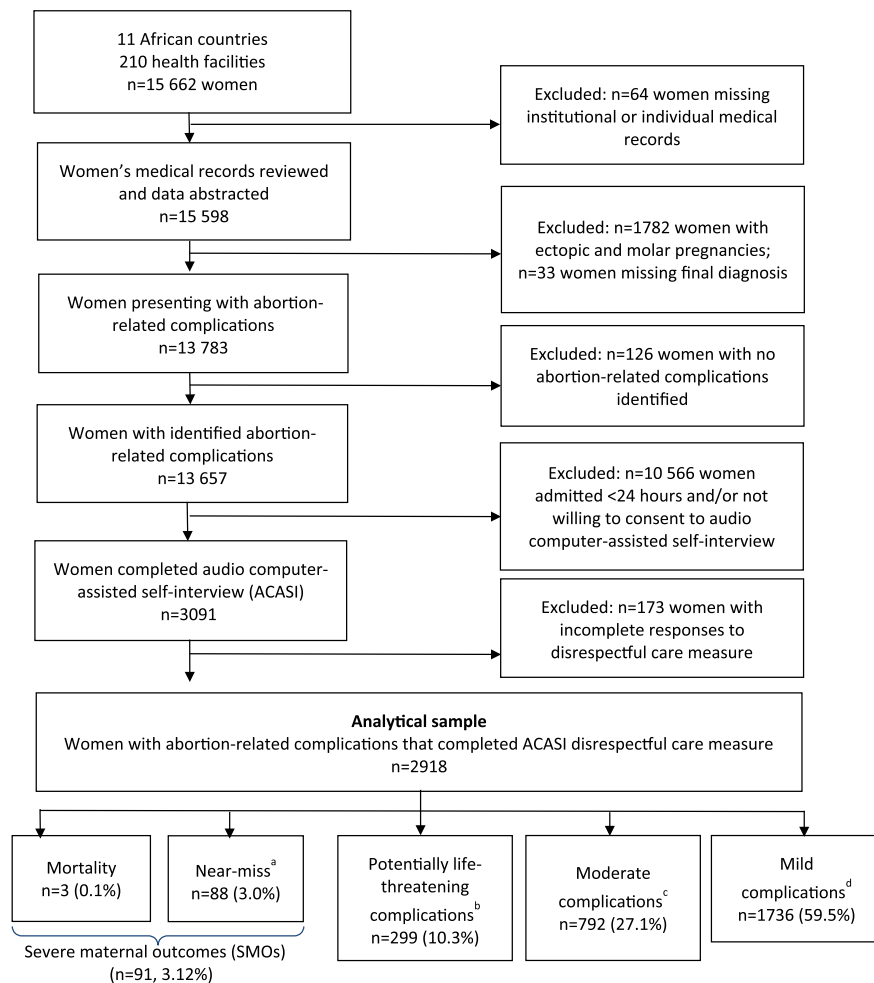 11 African countries
210 health facilities
n=15 662 women
Excluded: n=64 women missing
institutional or individual medical
records
Women's medical records reviewed
and data abstracted
n=15 598
Excluded: n=1782 women with
ectopic and molar pregnancies;
n=33 women missing final diagnosis
Women presenting with abortion-
related complications
n=13 783
Excluded: n=126 women with no
abortion-related complications
identified
Women with identified abortion-
related complications
n=13 657
Excluded: n=10 566 women
admitted <24 hours and/or not
willing to consent to audio
computer-assisted self-interview
Women completed audio computer-
assisted self-interview (ACASI)
n=3091
Excluded: n=173 women with
incomplete responses to
disrespectful care measure
Analytical sample
Women with abortion-related complications that completed ACASI disrespectful care measure
n=2918
Mortality
n=3 (0.1%)
Near-miss^a
n=88 (3.0%)
Severe maternal outcomes (SMOs)
(n=91, 3.12%)
Potentially life-
threatening
complications^b
n=299 (10.3%)
Moderate
complications^c
n=792 (27.1%)
Mild
complications^d
n=1736 (59.5%)